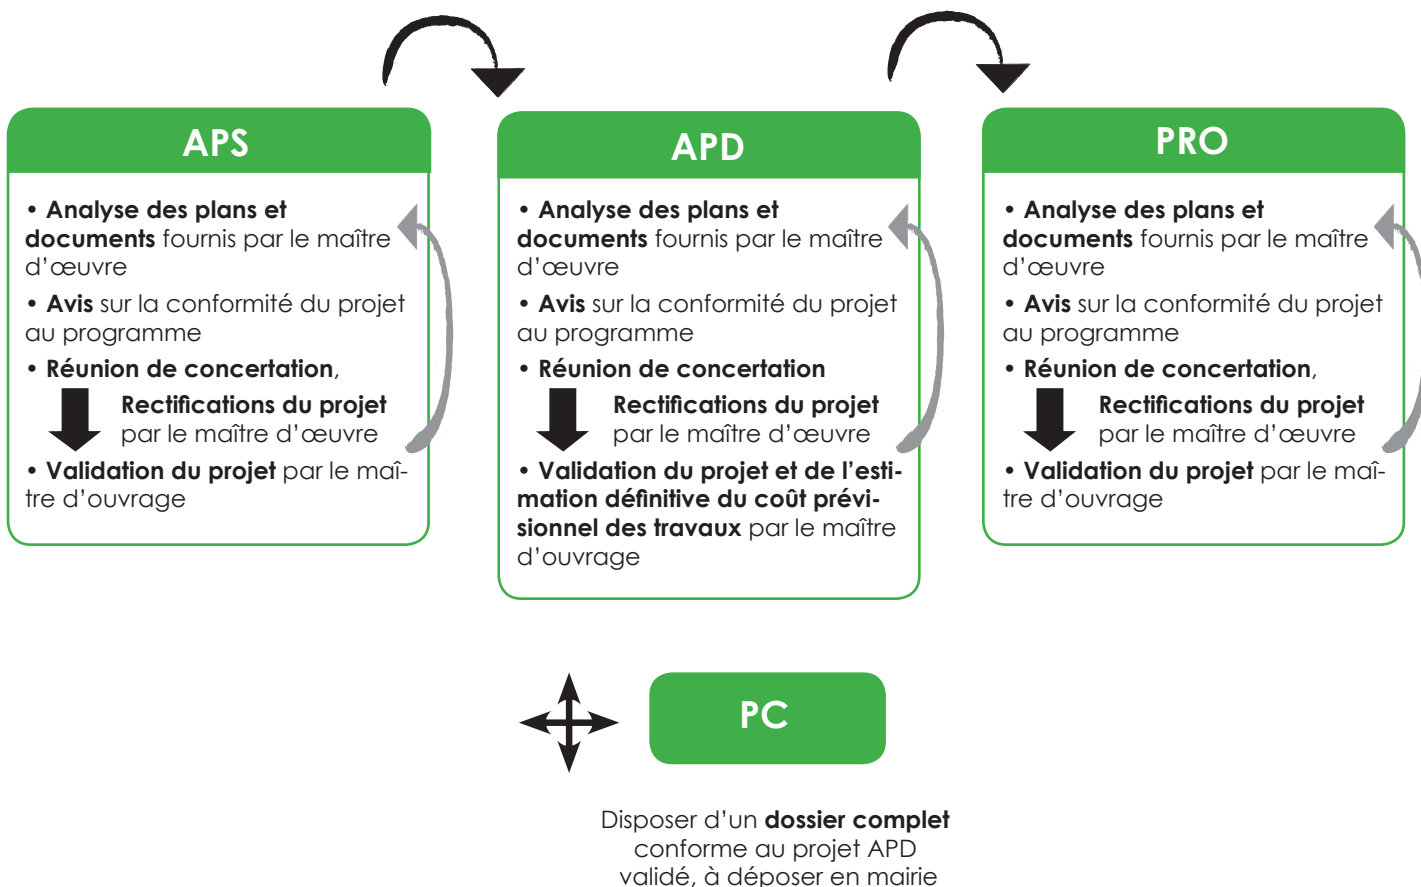 APS
• Analyse des plans et
documents fournis par le maître
d’œuvre
• Avis sur la conformité du projet
au programme
• Réunion de concertation,
Rectifications du projet
par le maître d’œuvre
• Validation du projet par le maî-
tre d’ouvrage
APD
• Analyse des plans et
documents fournis par le maître
d’œuvre
• Avis sur la conformité du projet
au programme
• Réunion de concertation
Rectifications du projet
par le maître d’œuvre
• Validation du projet et de l’esti-
mation définitive du coût prévi-
sionnel des travaux par le maître
d’ouvrage
PRO
• Analyse des plans et
documents fournis par le maître
d’œuvre
• Avis sur la conformité du projet
au programme
• Réunion de concertation,
Rectifications du projet
par le maître d’œuvre
• Validation du projet par le maî-
tre d’ouvrage
PC
Disposer d’un dossier complet
conforme au projet APD
validé, à déposer en mairie